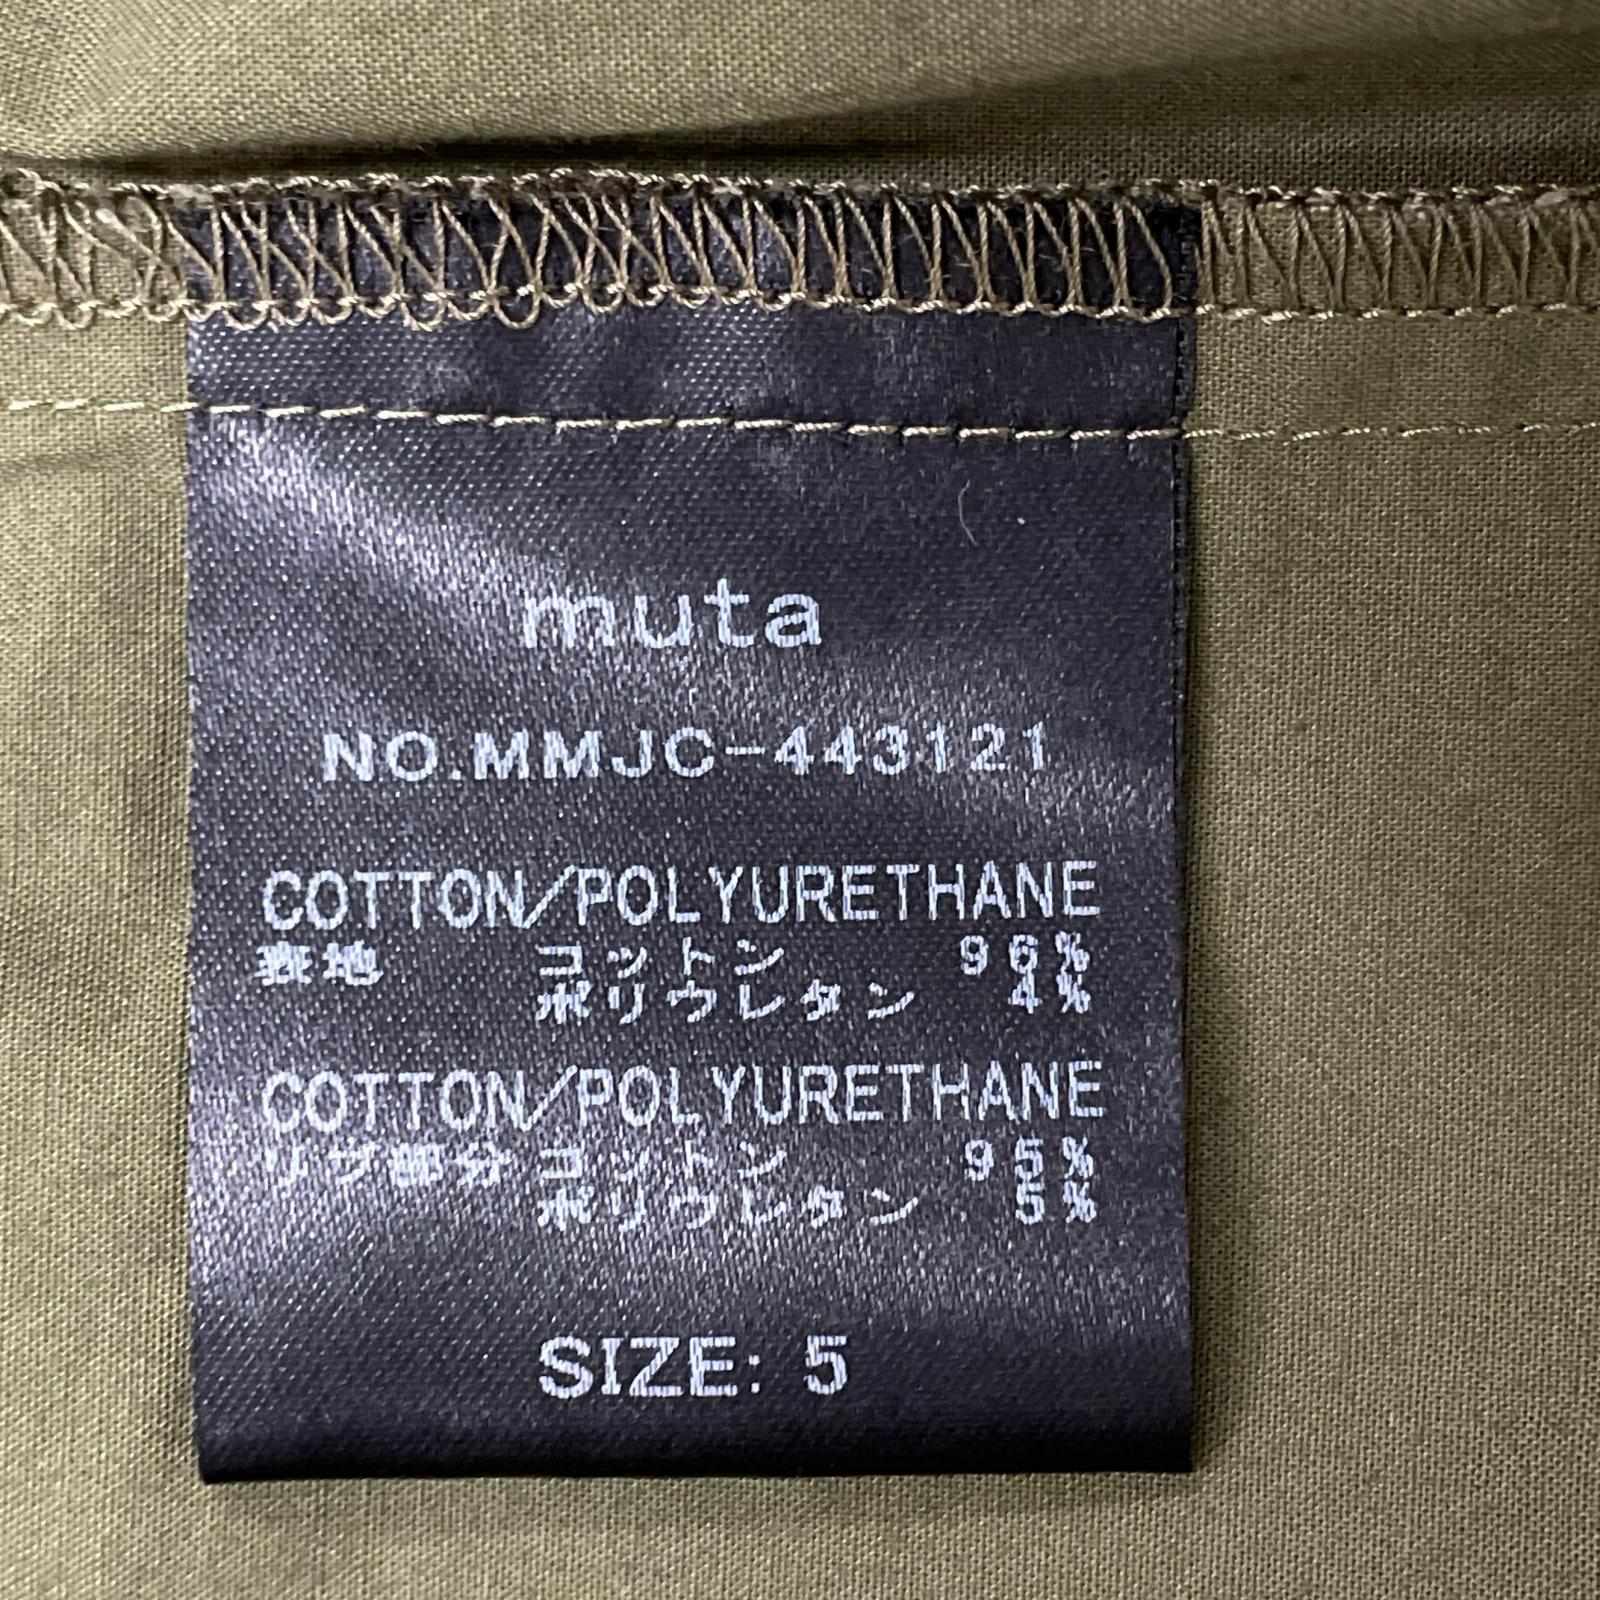 muta
NO.MMJC-443121
COTTON/POLYURETHANE
表地 コットン 96%
ポリウレタン 4%
COTTON/POLYURETHANE
リブ部分 コットン 95%
ポリウレタン 5%
SIZE: 5